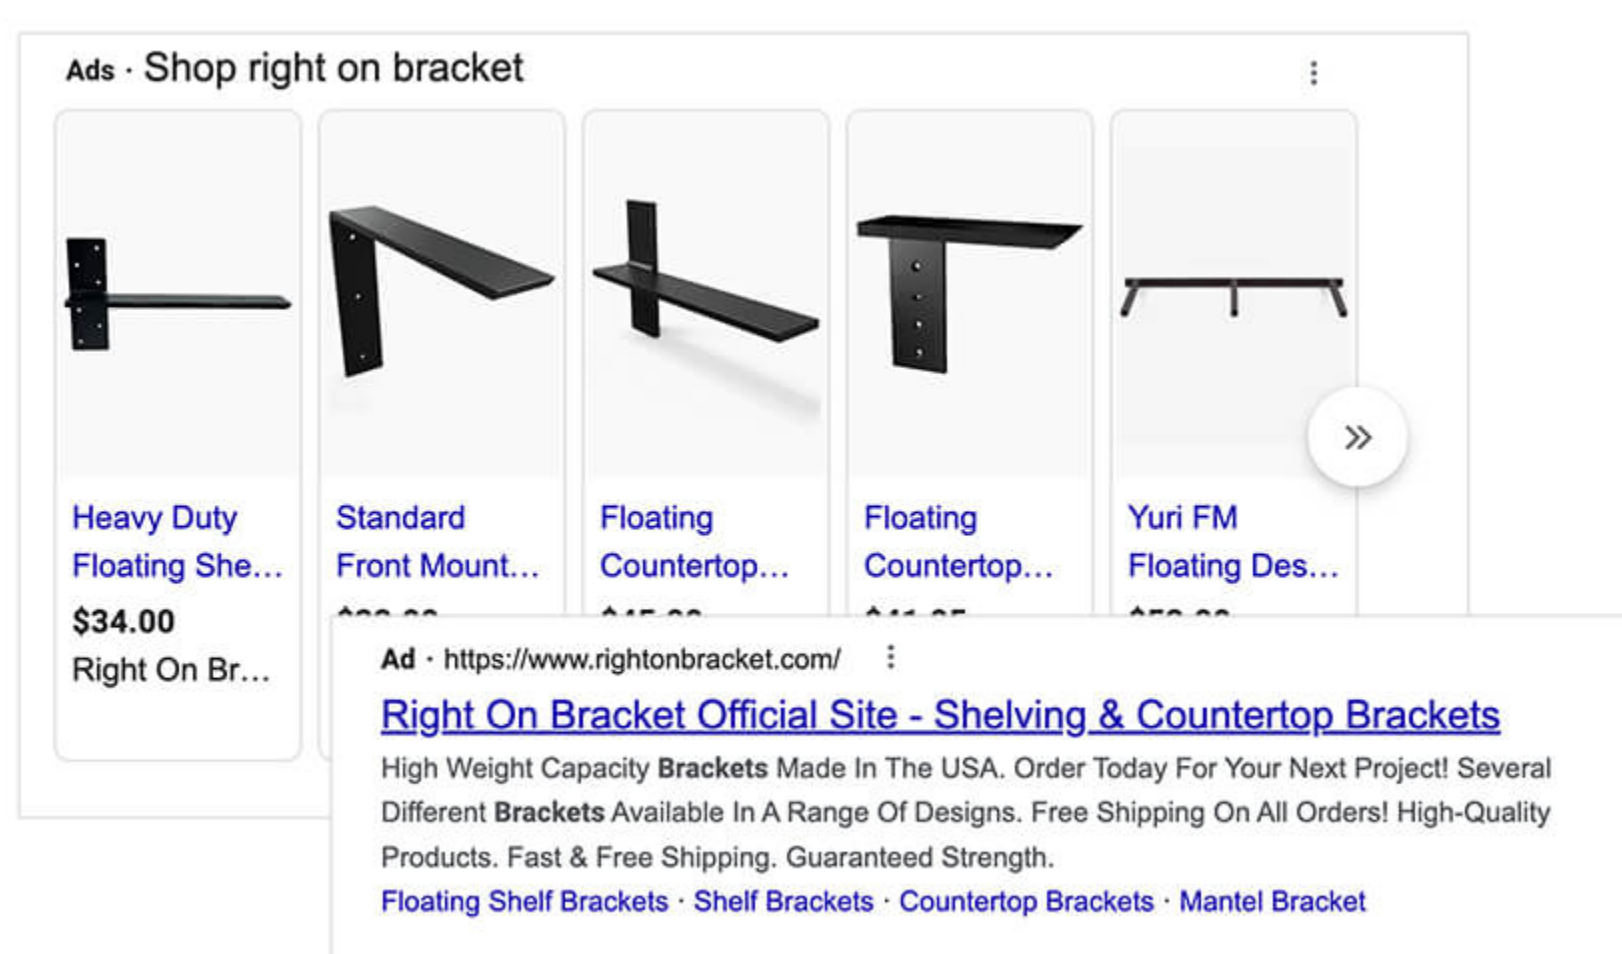 Ads · Shop right on bracket
Heavy Duty
Floating She...
$34.00
Right On Br...
Standard
Front Mount...
Floating
Countertop...
Floating
Countertop...
Yuri FM
Floating Des...
Ad · https://www.rightonbracket.com/
Right On Bracket Official Site - Shelving & Countertop Brackets
High Weight Capacity Brackets Made In The USA. Order Today For Your Next Project! Several
Different Brackets Available In A Range Of Designs. Free Shipping On All Orders! High-Quality
Products. Fast & Free Shipping. Guaranteed Strength.
Floating Shelf Brackets · Shelf Brackets · Countertop Brackets · Mantel Bracket